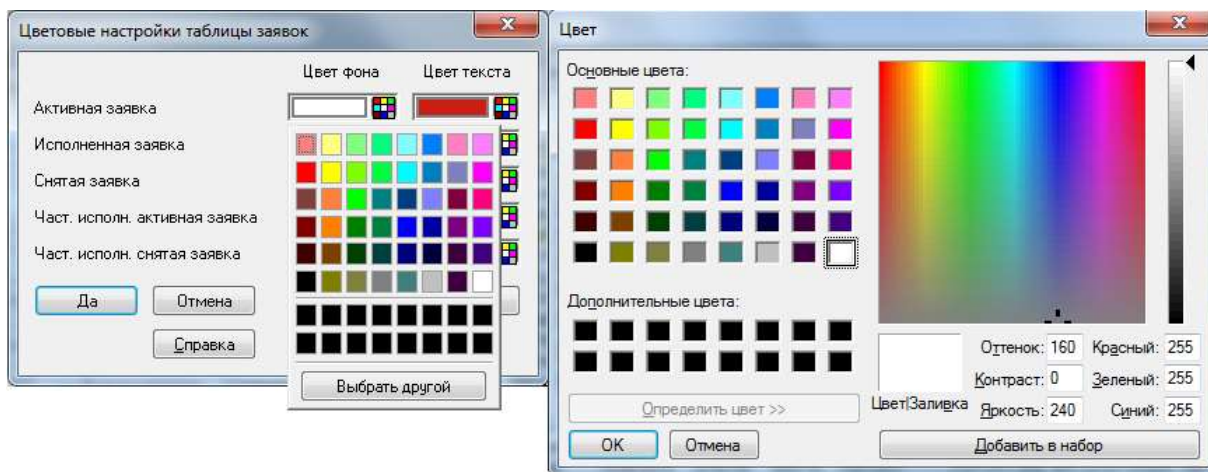 Цветовые настройки таблицы заявок
Цвет фона Цвет текста
Активная заявка
Исполненная заявка
Снятая заявка
Част. исполн. активная заявка
Част. исполн. снятая заявка
Да Отмена
Справка
Выбрать другой
Цвет
Основные цвета:
Дополнительные цвета:
Определить цвет >>
OK Отмена
Цвет|Заливка
Оттенок: 160 Красный: 255
Контраст: 0 Зеленый: 255
Яркость: 240 Синий: 255
Добавить в набор